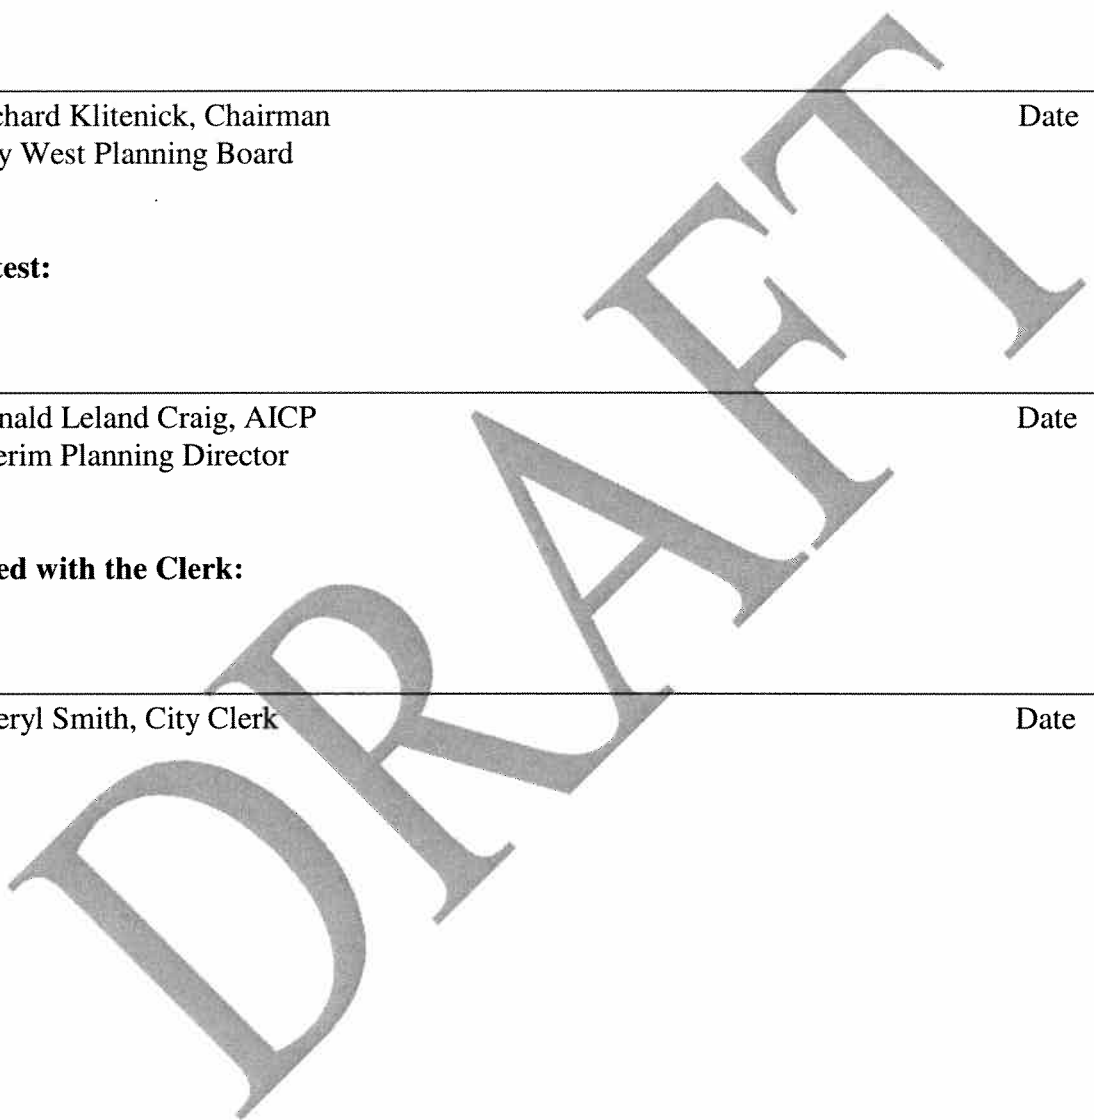 chard Klitenick, Chairman Date
y West Planning Board
test:
nald Leland Craig, AICP Date
erim Planning Director
ed with the Clerk:
eryl Smith, City Clerk Date
DRAFT